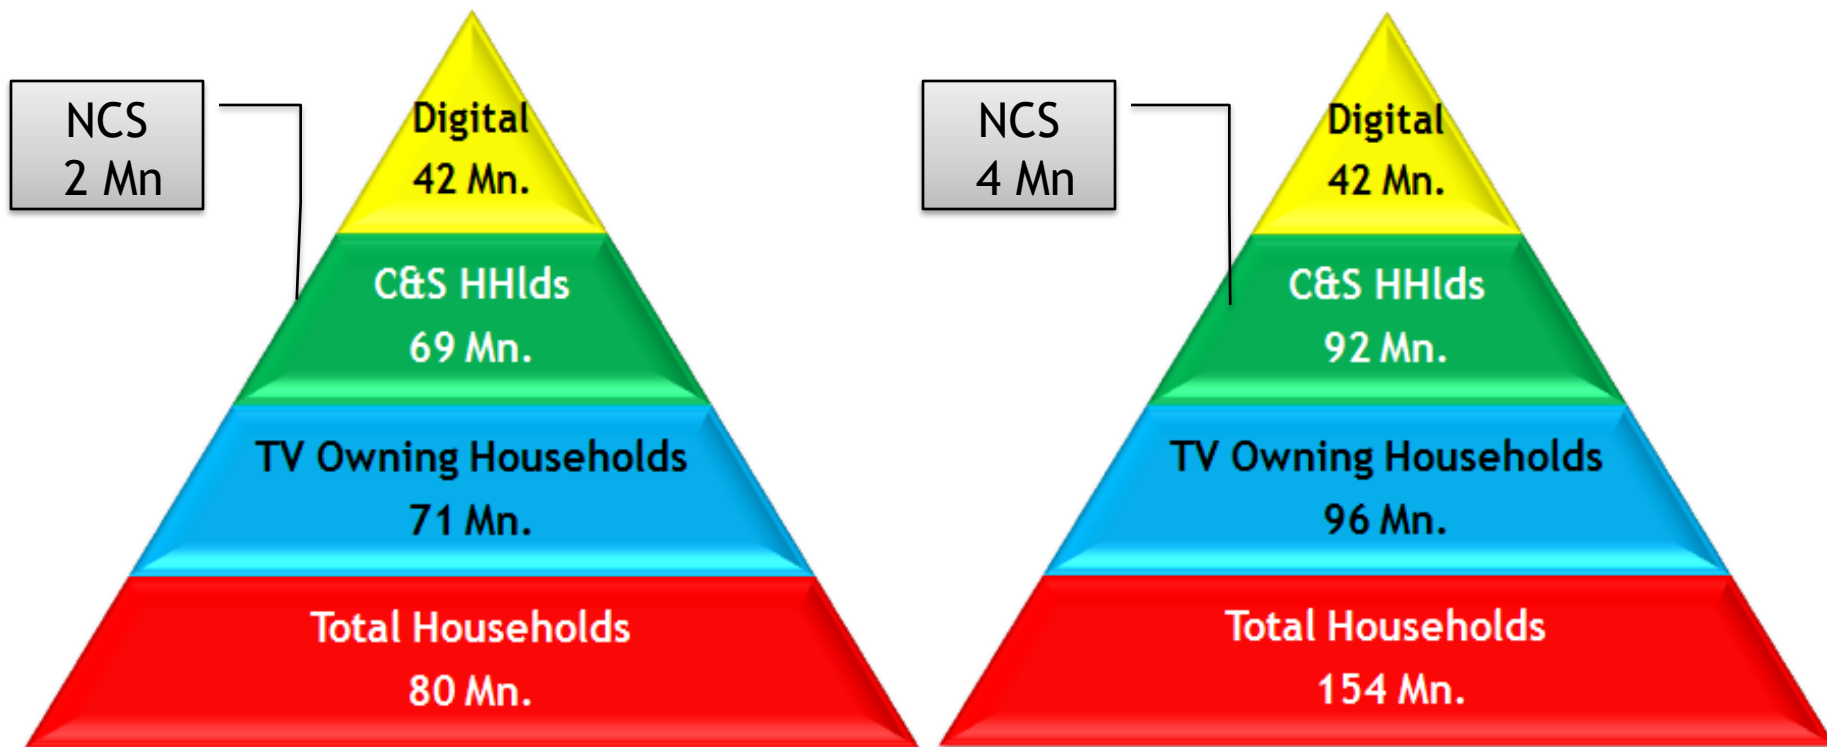 NCS
2 Mn
Digital
42 Mn.
C&S HHlds
69 Mn.
TV Owning Households
71 Mn.
Total Households
80 Mn.
NCS
4 Mn
Digital
42 Mn.
C&S HHlds
92 Mn.
TV Owning Households
96 Mn.
Total Households
154 Mn.